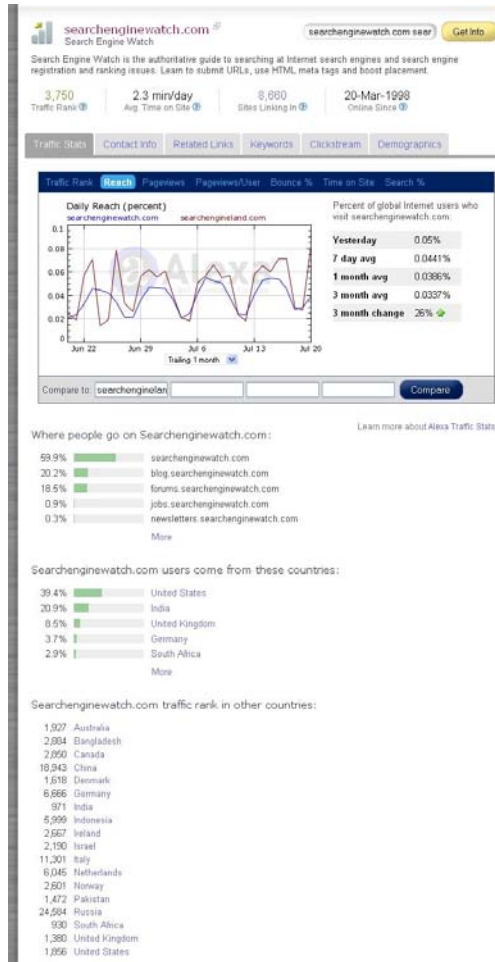 searchenginewatch.com
searchenginewatch.com sear Get Info
Search Engine Watch
Search Engine Watch is the authoritative guide to searching at Internet search engines and search engine
registration and ranking issues. Learn to submit URLs, use HTML meta tags and boost placement.
3,750 2.3 min/day 8,660 20-Mar-1998
Traffic Rank Avg. Time on Site Sites Linking In Online Since
Traffic Stats Contact Info Related Links Keywords Clickstream Demographics
Traffic Rank Reach Pageviews Pageviews/User Bounce % Time on Site Search %
Daily Reach (percent)
searchenginewatch.com searchengineland.com
0.1
0.08
0.06
0.04
0.02
0
Jun 22 Jun 29 Jul 6 Jul 13 Jul 20
Alexa
Trailing 1 month
Percent of global Internet users who
visit searchenginewatch.com:
Yesterday 0.05%
7 day avg 0.0441%
1 month avg 0.0386%
3 month avg 0.0337%
3 month change 26%
Compare to: searchenginelan Compare
Learn more about Alexa Traffic Stats
Where people go on Searchenginewatch.com:
59.9% searchenginewatch.com
20.2% blog.searchenginewatch.com
18.5% forums.searchenginewatch.com
0.9% jobs.searchenginewatch.com
0.3% newsletters.searchenginewatch.com
More
Searchenginewatch.com users come from these countries:
39.4% United States
20.9% India
8.5% United Kingdom
3.7% Germany
2.9% South Africa
More
Searchenginewatch.com traffic rank in other countries:
1,927 Australia
2,884 Bangladesh
2,850 Canada
18,943 China
1,618 Denmark
6,666 Germany
971 India
5,999 Indonesia
2,667 Ireland
2,190 Israel
11,301 Italy
6,045 Netherlands
2,601 Norway
1,472 Pakistan
24,584 Russia
930 South Africa
1,380 United Kingdom
1,856 United States